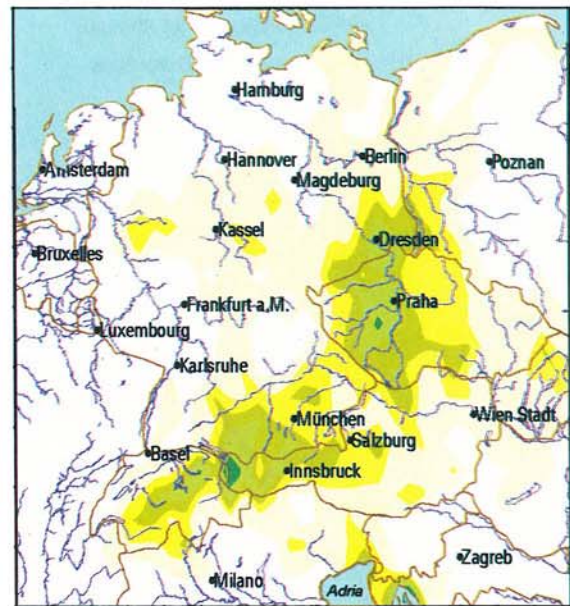 Hamburg
Hannover
Berlin
Poznan
Amsterdam
Magdeburg
Kassel
Dresden
Bruxelles
Praha
Frankfurt a.M.
Luxembourg
Karlsruhe
München
Wien Stadt
Salzburg
Basel
Innsbruck
Zagreb
Milano
Adria